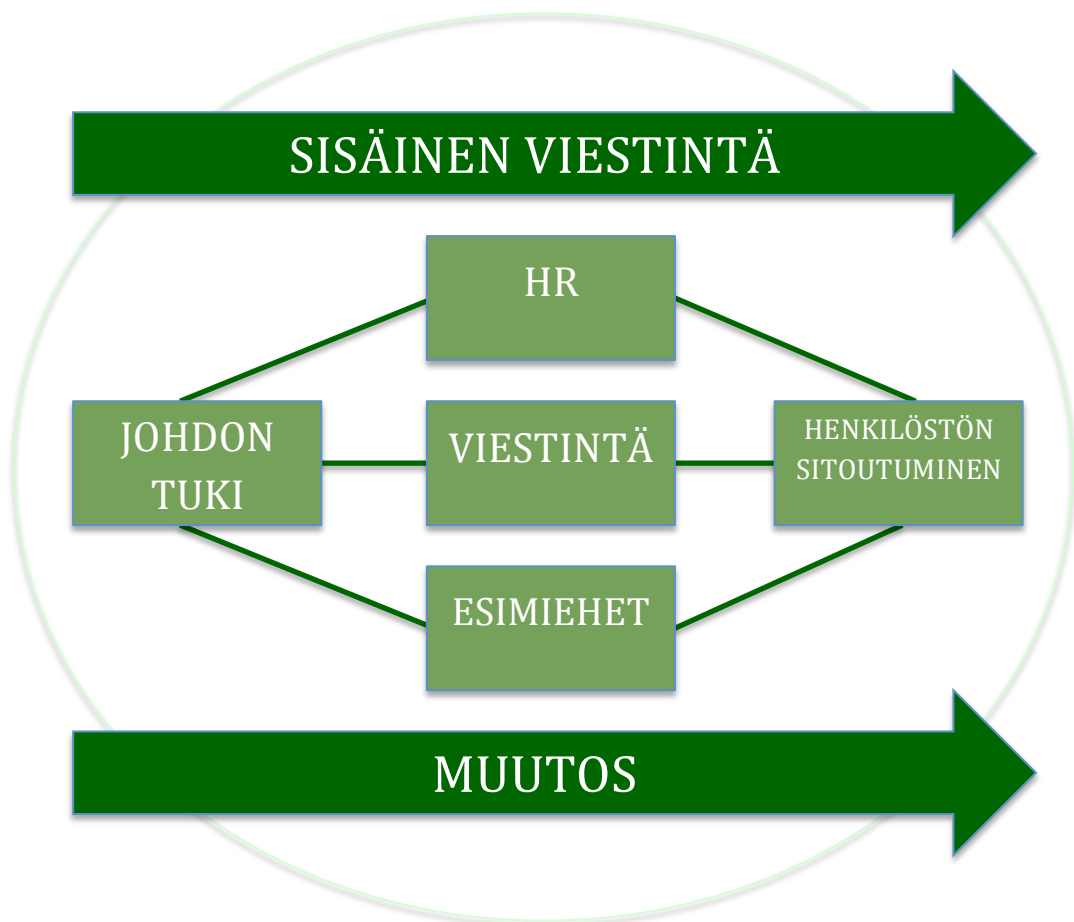 SISÄINEN VIESTINTÄ
HR
JOHDON
TUKI
VIESTINTÄ
HENKILÖSTÖN
SITOUTUMINEN
ESIMIEHET
MUUTOS